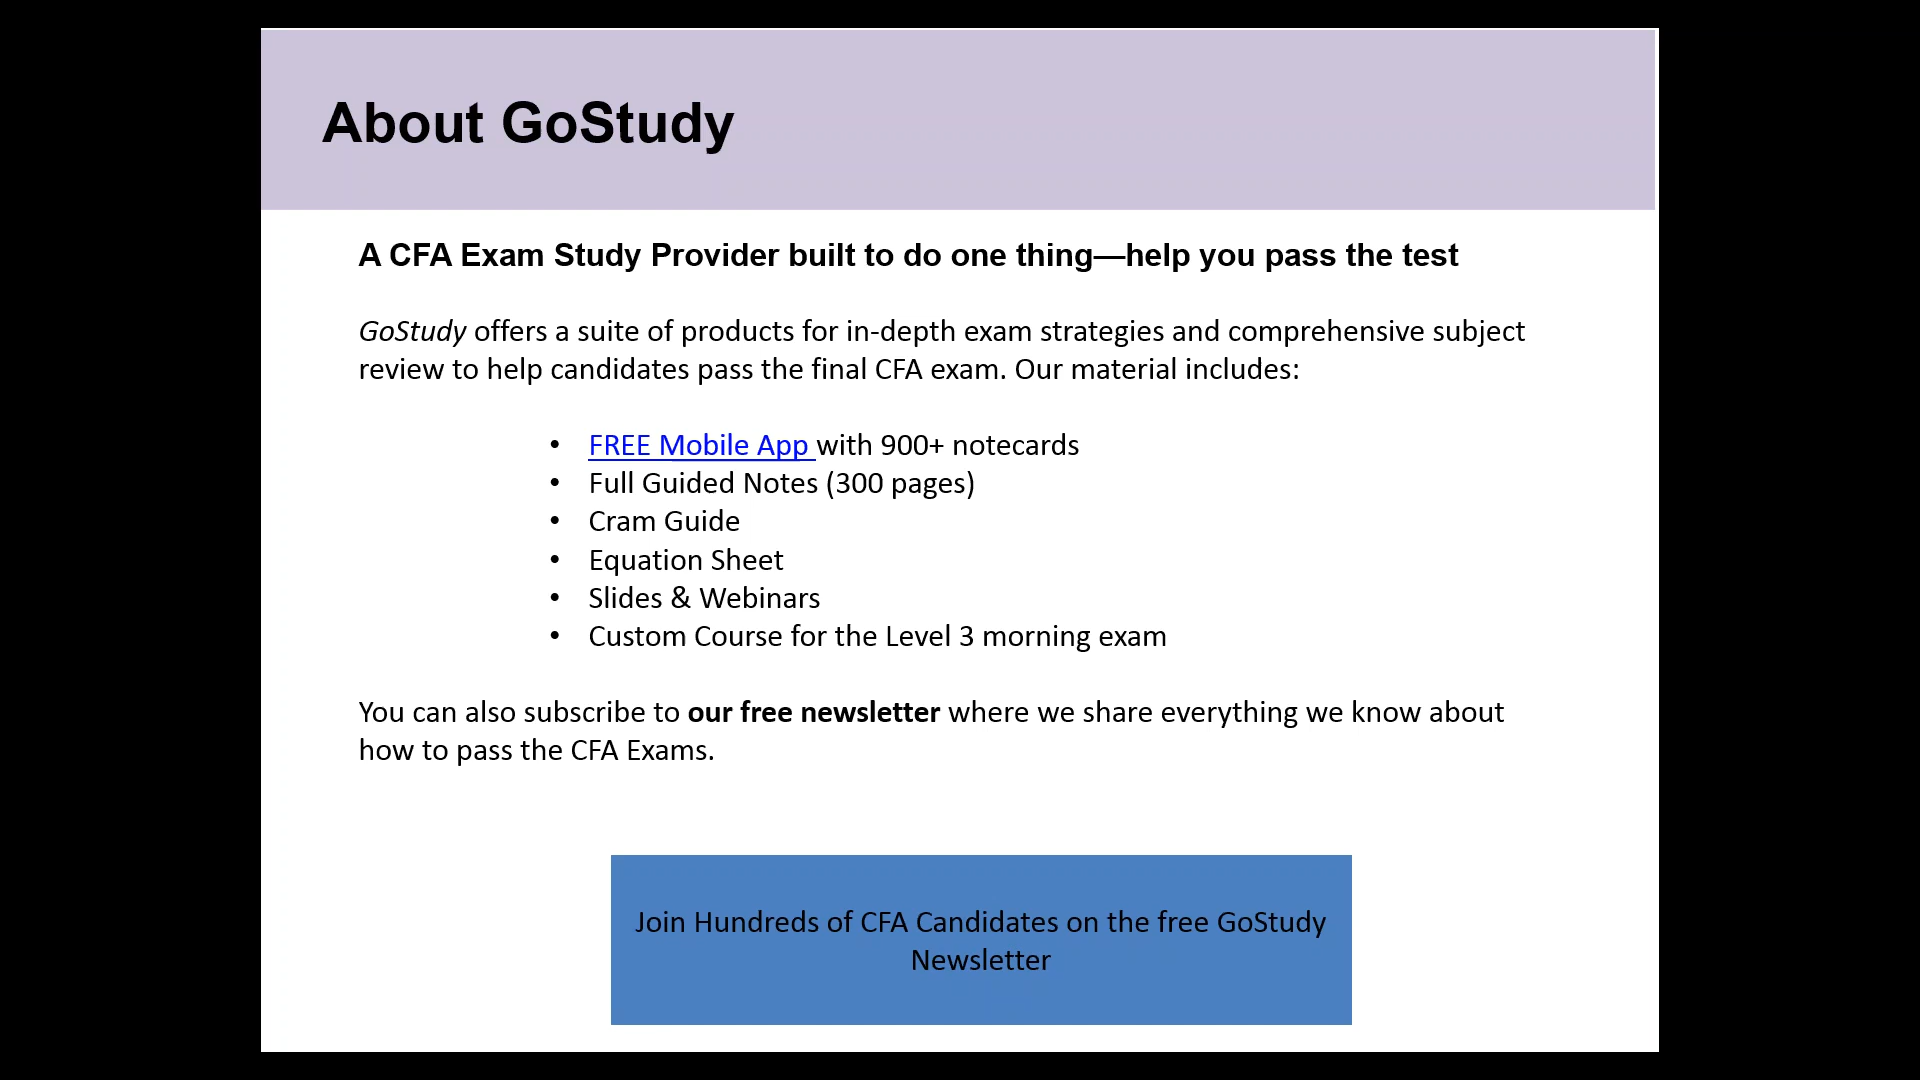 About GoStudy
A CFA Exam Study Provider built to do one thing—help you pass the test
GoStudy offers a suite of products for in-depth exam strategies and comprehensive subject
review to help candidates pass the final CFA exam. Our material includes:
• FREE Mobile App with 900+ notecards
• Full Guided Notes (300 pages)
• Cram Guide
• Equation Sheet
• Slides & Webinars
• Custom Course for the Level 3 morning exam
You can also subscribe to our free newsletter where we share everything we know about
how to pass the CFA Exams.
Join Hundreds of CFA Candidates on the free GoStudy
Newsletter